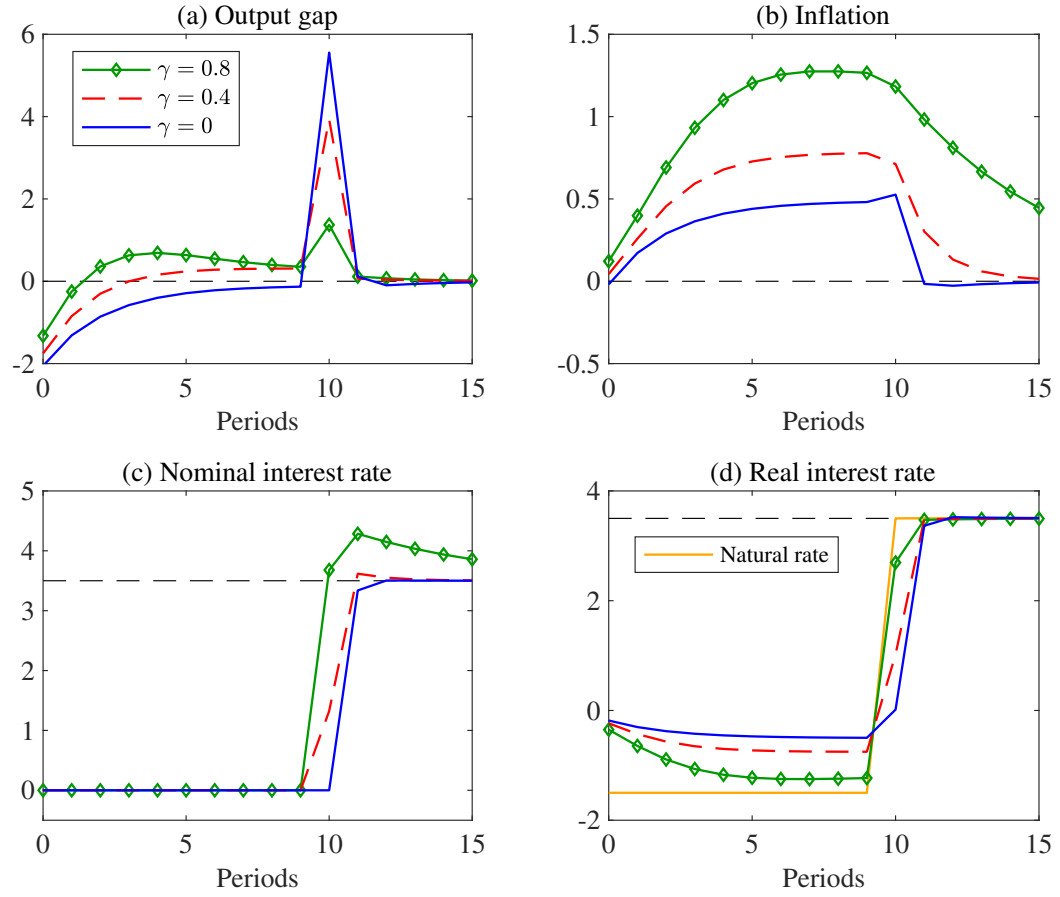 (a) Output gap
6
4
2
0
-2
0 5 10 15
Periods
γ = 0.8
γ = 0.4
γ = 0
(b) Inflation
1.5
1
0.5
0
-0.5
0 5 10 15
Periods
(c) Nominal interest rate
5
4
3
2
1
0
0 5 10 15
Periods
(d) Real interest rate
4
2
0
-2
0 5 10 15
Periods
Natural rate